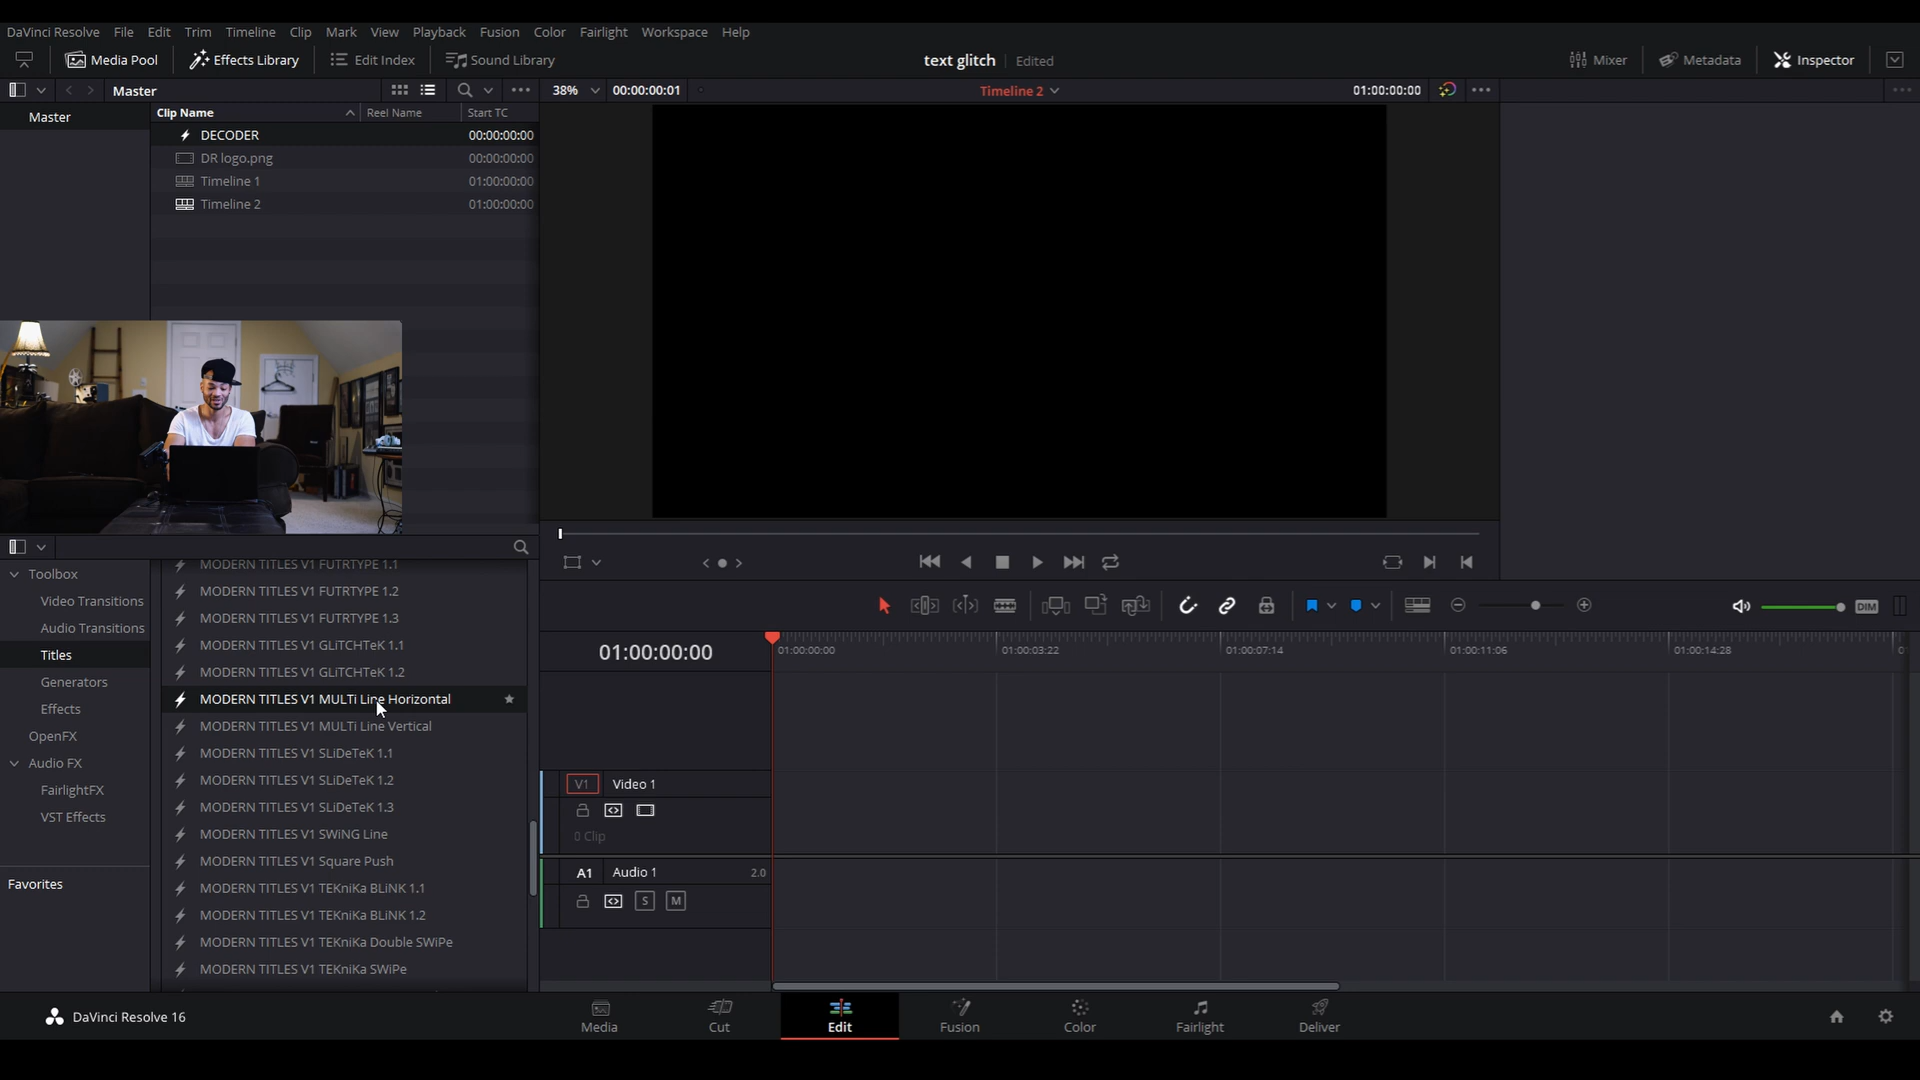 DaVinci Resolve File Edit Trim Timeline Clip Mark View Playback Fusion Color Fairlight Workspace Help
Media Pool Effects Library Edit Index Sound Library text glitch Edited Mixer Metadata Inspector
Master 38% 00:00:00:01 Timeline 2 01:00:00:00
Master
Clip Name Reel Name Start TC
DECODER 00:00:00:00
DR logo.png 00:00:00:00
Timeline 1 01:00:00:00
Timeline 2 01:00:00:00
Toolbox
Video Transitions
Audio Transitions
Titles
Generators
Effects
OpenFX
Audio FX
FairlightFX
VST Effects
Favorites
MODERN TITLES V1 FUTRTYPE 1.1
MODERN TITLES V1 FUTRTYPE 1.2
MODERN TITLES V1 FUTRTYPE 1.3
MODERN TITLES V1 GLiTCHTeK 1.1
MODERN TITLES V1 GLiTCHTeK 1.2
MODERN TITLES V1 MULTi Line Horizontal
MODERN TITLES V1 MULTi Line Vertical
MODERN TITLES V1 SLiDeTeK 1.1
MODERN TITLES V1 SLiDeTeK 1.2
MODERN TITLES V1 SLiDeTeK 1.3
MODERN TITLES V1 SWiNG Line
MODERN TITLES V1 Square Push
MODERN TITLES V1 TEKniKa BLiNK 1.1
MODERN TITLES V1 TEKniKa BLiNK 1.2
MODERN TITLES V1 TEKniKa Double SWiPe
MODERN TITLES V1 TEKniKa SWiPe
DIM
01:00:00:00 01:00:00:00 01:00:03:22 01:00:07:14 01:00:11:06 01:00:14:28
V1 Video 1
0 Clip
A1 Audio 1 2.0
S M
DaVinci Resolve 16 Media Cut Edit Fusion Color Fairlight Deliver